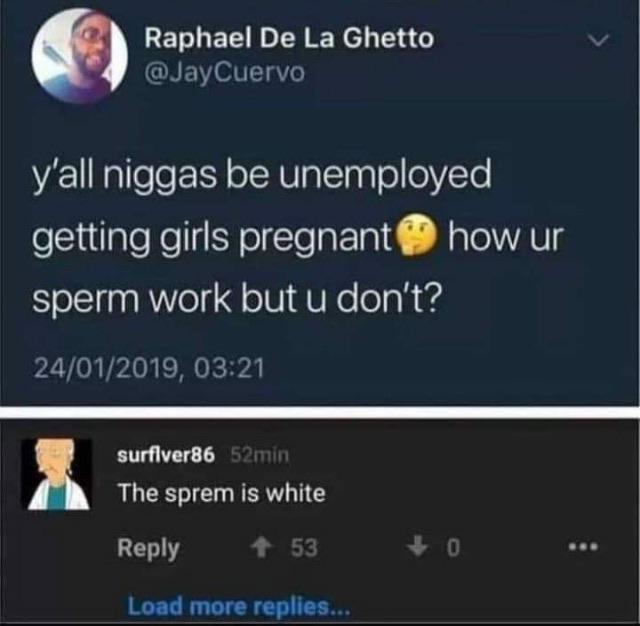 Raphael De La Ghetto
@JayCuervo
y'all niggas be unemployed
getting girls pregnant🤔 how ur
sperm work but u don't?
24/01/2019, 03:21
surflver86 52min
The sprem is white
Reply 53 0
Load more replies...